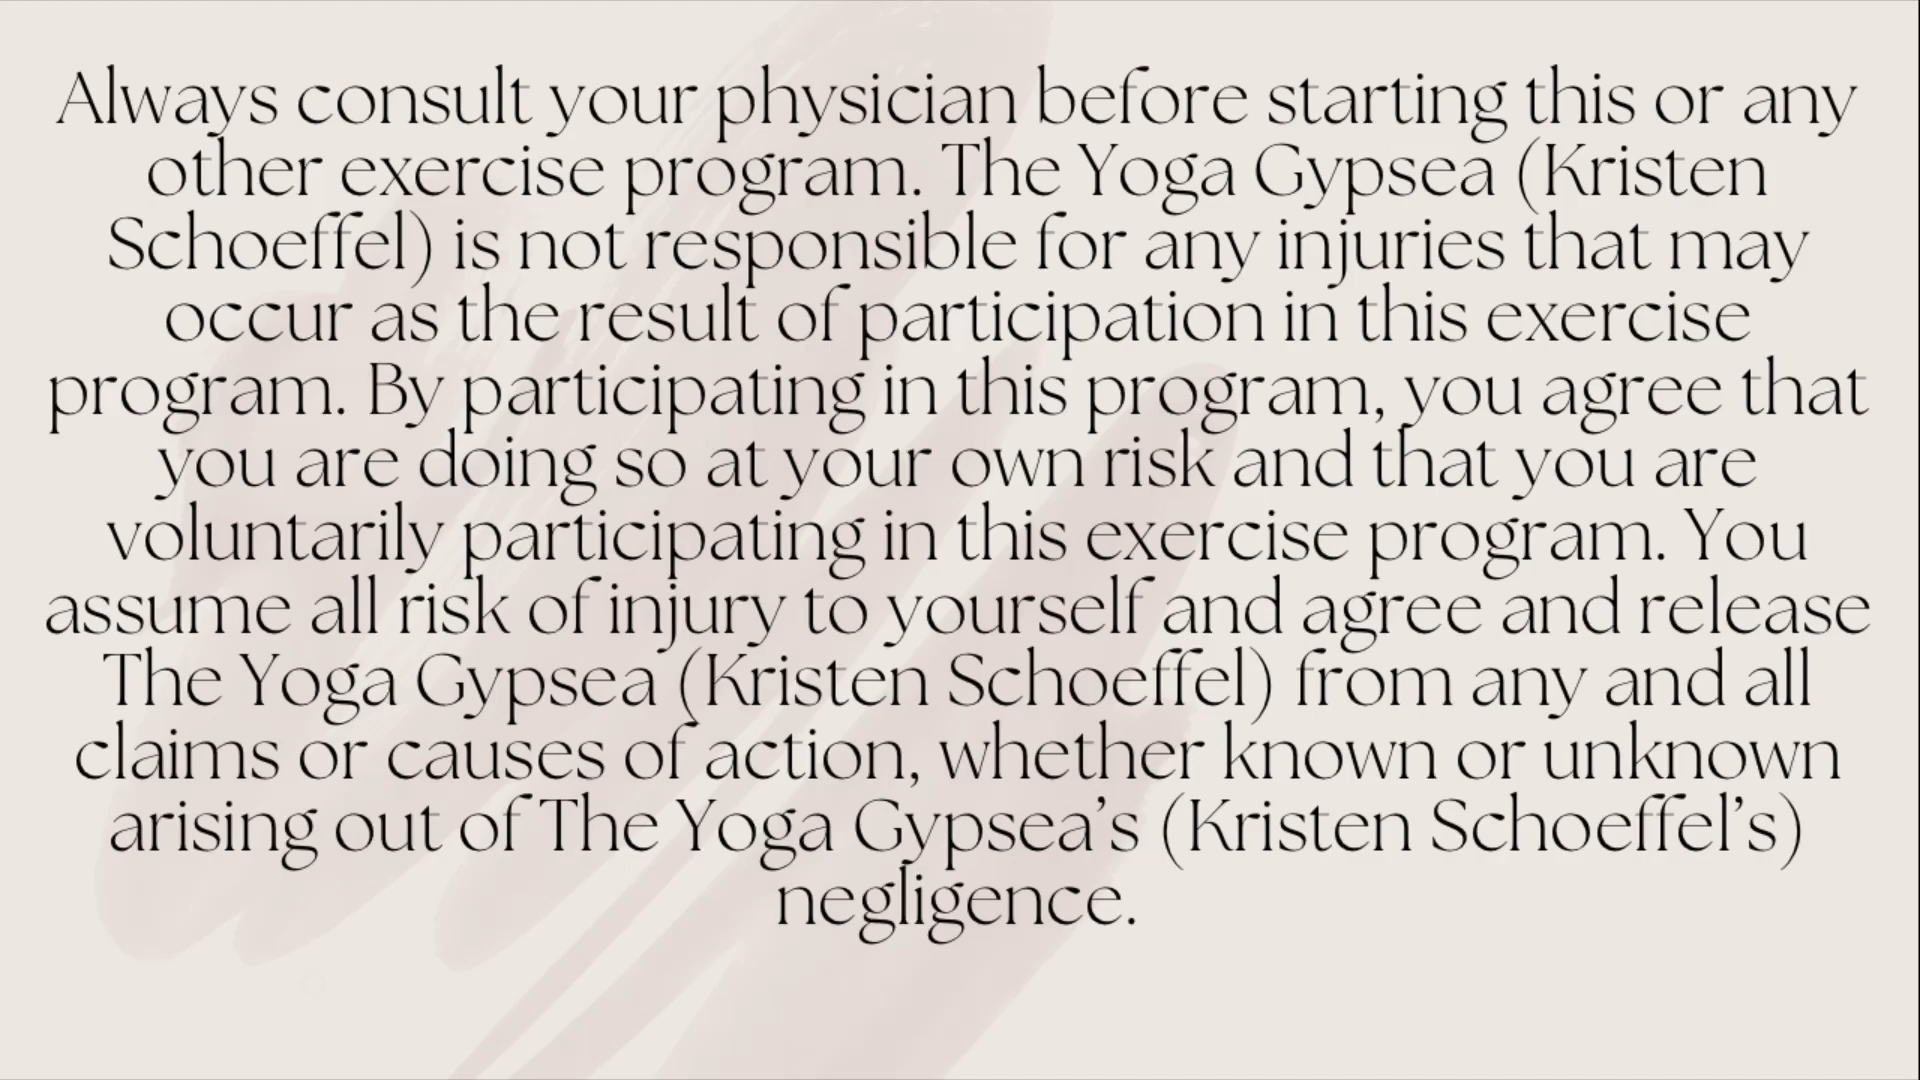 Always consult your physician before starting this or any
other exercise program. The Yoga Gypsea (Kristen
Schoeffel) is not responsible for any injuries that may
occur as the result of participation in this exercise
program. By participating in this program, you agree that
you are doing so at your own risk and that you are
voluntarily participating in this exercise program. You
assume all risk of injury to yourself and agree and release
The Yoga Gypsea (Kristen Schoeffel) from any and all
claims or causes of action, whether known or unknown
arising out of The Yoga Gypsea’s (Kristen Schoeffel’s)
negligence.